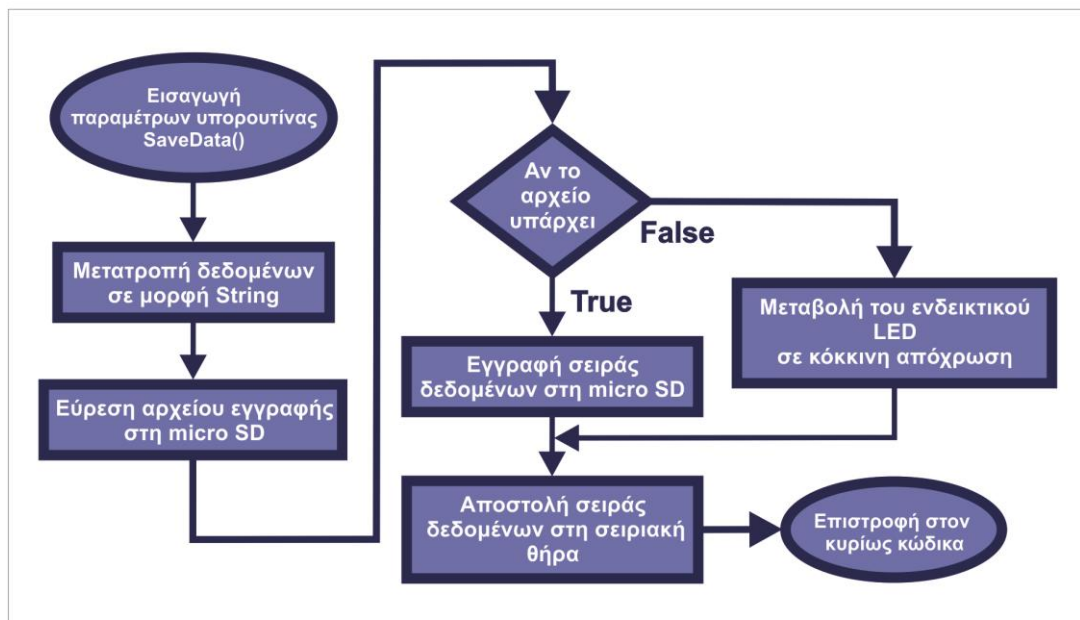 Εισαγωγή
παραμέτρων υπορουτίνας
SaveData()
Μετατροπή δεδομένων
σε μορφή String
Εύρεση αρχείου εγγραφής
στη micro SD
Αν το
αρχείο
υπάρχει
False
True
Μεταβολή του ενδεικτικού
LED
σε κόκκινη απόχρωση
Εγγραφή σειράς
δεδομένων στη micro SD
Αποστολή σειράς
δεδομένων στη σειριακή
θήρα
Επιστροφή στον
κυρίως κώδικα